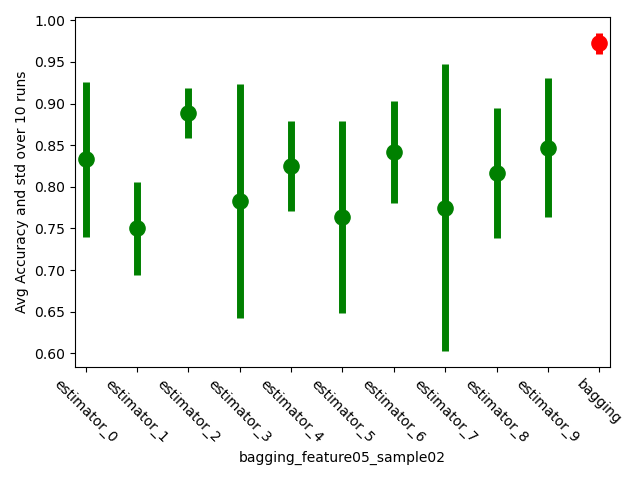 Avg Accuracy and std over 10 runs
1.00
0.95
0.90
0.85
0.80
0.75
0.70
0.65
0.60
estimator_0
estimator_1
estimator_2
estimator_3
estimator_4
estimator_5
estimator_6
estimator_7
estimator_8
estimator_9
bagging
bagging_feature05_sample02